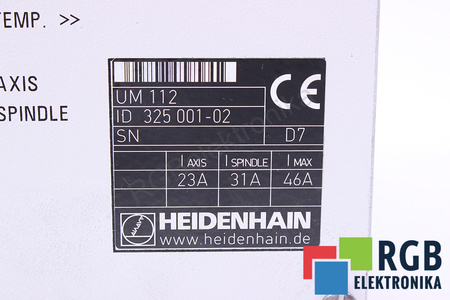 TEMP. >>
AXIS
SPINDLE
UM 112
ID 325 001-02
SN D7
CE
I AXIS I SPINDLE I MAX
23A 31A 46A
HEIDENHAIN
www.heidenhain.de
RGB
ELEKTRONIKA